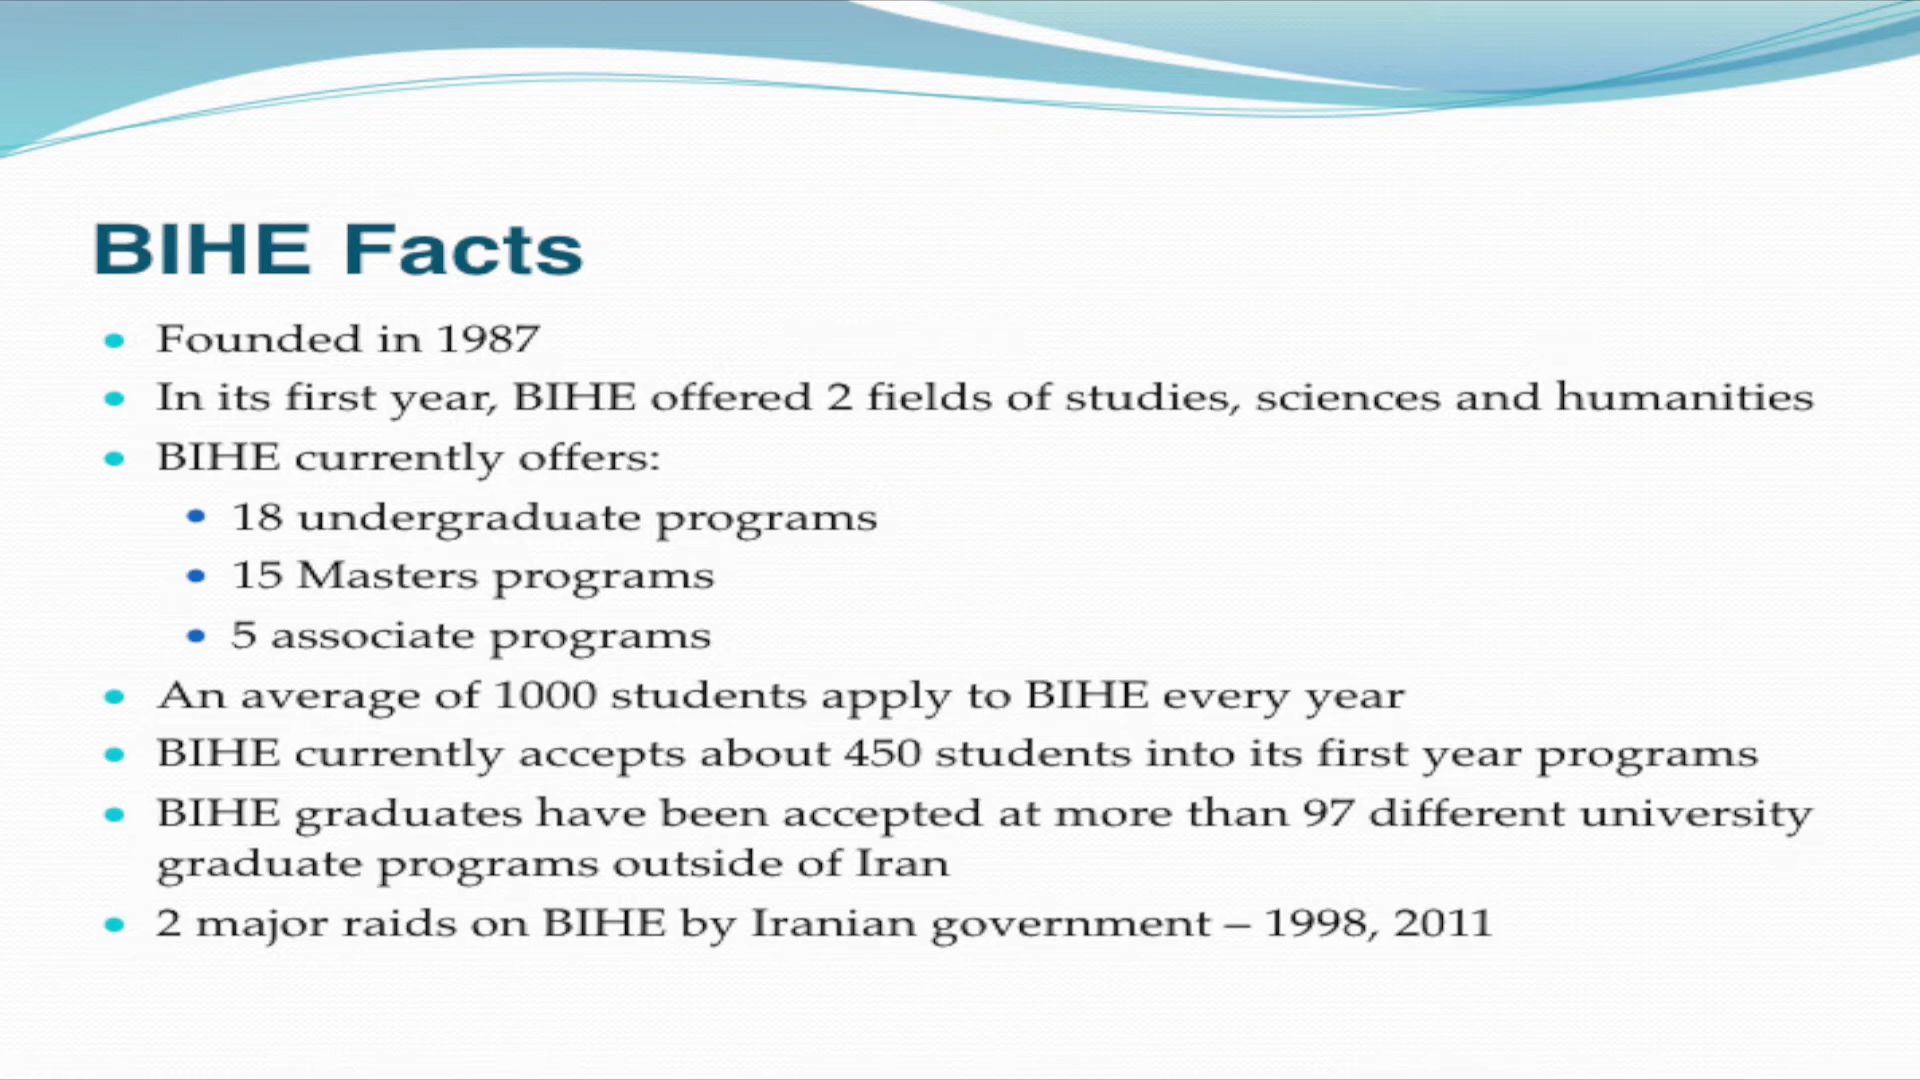 BIHE Facts
Founded in 1987
In its first year, BIHE offered 2 fields of studies, sciences and humanities
BIHE currently offers:
18 undergraduate programs
15 Masters programs
5 associate programs
An average of 1000 students apply to BIHE every year
BIHE currently accepts about 450 students into its first year programs
BIHE graduates have been accepted at more than 97 different university
graduate programs outside of Iran
2 major raids on BIHE by Iranian government – 1998, 2011